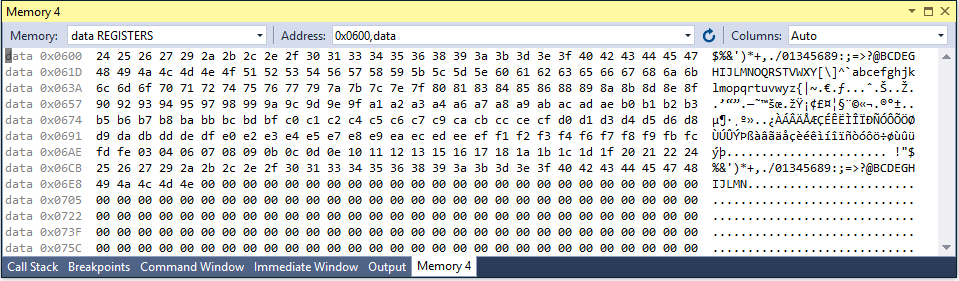 Memory 4
Memory: data REGISTERS Address: 0x0600,data Columns: Auto
data 0x0600 24 25 26 27 29 2a 2b 2c 2e 2f 30 31 33 34 35 36 38 39 3a 3b 3d 3e 3f 40 42 43 44 45 47 $%&')*+,./01345689:;=>?@BCDEG
data 0x061D 48 49 4a 4c 4d 4e 4f 51 52 53 54 56 57 58 59 5b 5c 5d 5e 60 61 62 63 65 66 67 68 6a 6b HIJLMNOQRSTVWXY[\]^`abcefghjk
data 0x063A 6c 6d 6f 70 71 72 74 75 76 77 79 7a 7b 7c 7e 7f 80 81 83 84 85 86 88 89 8a 8b 8d 8e 8f lmopqrtuvwyz{|~.€.ƒ...ˆ.Š..Ž.
data 0x0657 90 92 93 94 95 97 98 99 9a 9c 9d 9e 9f a1 a2 a3 a4 a6 a7 a8 a9 ab ac ad ae b0 b1 b2 b3 .’“”.—˜™šœ.žŸ¡¢£¤¦§¨©«¬.®°±..
data 0x0674 b5 b6 b7 b8 ba bb bc bd bf c0 c1 c2 c4 c5 c6 c7 c9 ca cb cc ce cf d0 d1 d3 d4 d5 d6 d8 µ¶·¸º»..¿ÀÁÂÄÅÆÇÉÊËÌÎÏÐÑÓÔÕÖØ
data 0x0691 d9 da db dd de df e0 e2 e3 e4 e5 e7 e8 e9 ea ec ed ee ef f1 f2 f3 f4 f6 f7 f8 f9 fb fc ÙÚÛÝÞßàâãäåçèéêìíîïñòóôö÷øùûü
data 0x06AE fd fe 03 04 06 07 08 09 0b 0c 0d 0e 10 11 12 13 15 16 17 18 1a 1b 1c 1d 1f 20 21 22 24 ýþ....................... !"$
data 0x06CB 25 26 27 29 2a 2b 2c 2e 2f 30 31 33 34 35 36 38 39 3a 3b 3d 3e 3f 40 42 43 44 45 47 48 %&')*+,./01345689:;=>?@BCDEGH
data 0x06E8 49 4a 4c 4d 4e 00 00 00 00 00 00 00 00 00 00 00 00 00 00 00 00 00 00 00 00 00 00 00 00 IJLMN........................
data 0x0705 00 00 00 00 00 00 00 00 00 00 00 00 00 00 00 00 00 00 00 00 00 00 00 00 00 00 00 00 00 .............................
data 0x0722 00 00 00 00 00 00 00 00 00 00 00 00 00 00 00 00 00 00 00 00 00 00 00 00 00 00 00 00 00 .............................
data 0x073F 00 00 00 00 00 00 00 00 00 00 00 00 00 00 00 00 00 00 00 00 00 00 00 00 00 00 00 00 00 .............................
data 0x075C 00 00 00 00 00 00 00 00 00 00 00 00 00 00 00 00 00 00 00 00 00 00 00 00 00 00 00 00 00 .............................
Call Stack Breakpoints Command Window Immediate Window Output Memory 4